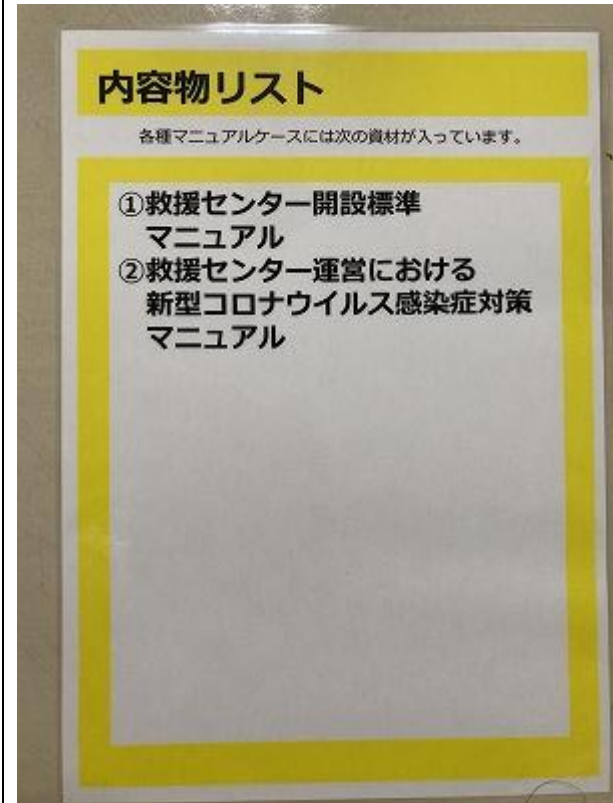 内容物リスト
各種マニュアルケースには次の資材が入っています。
①救援センター開設標準
マニュアル
②救援センター運営における
新型コロナウイルス感染症対策
マニュアル